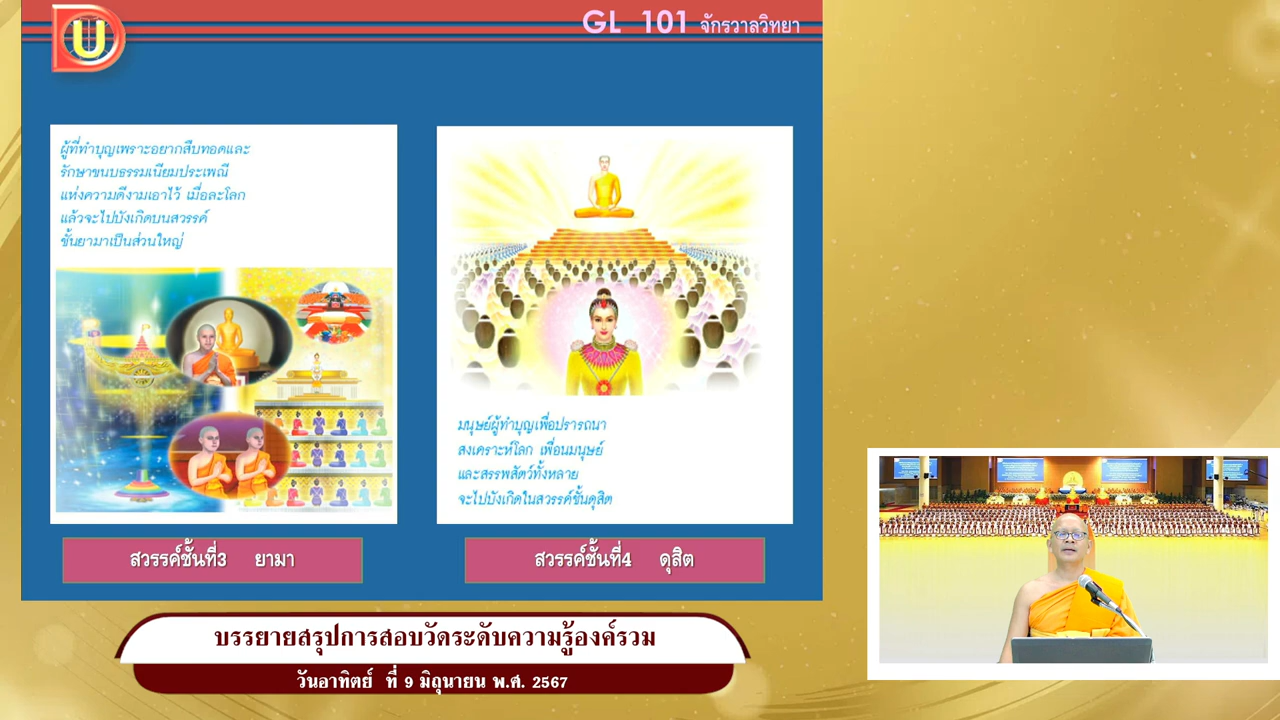 U
GL 101 จักรวาลวิทยา
ผู้ที่ทำบุญเพราะอยากสืบทอดและ
รักษาขนบธรรมเนียมประเพณี
แห่งความดีงามเอาไว้ เมื่อละโลก
แล้วจะไปบังเกิดบนสวรรค์
ชั้นยามาเป็นส่วนใหญ่
มนุษย์ผู้ทำบุญเพื่อปรารถนา
สงเคราะห์โลก เพื่อนมนุษย์
และสรรพสัตว์ทั้งหลาย
จะไปบังเกิดในสวรรค์ชั้นดุสิต
สวรรค์ชั้นที่3 ยามา
สวรรค์ชั้นที่4 ดุสิต
บรรยายสรุปการสอบวัดระดับความรู้องค์รวม
วันอาทิตย์ ที่ 9 มิถุนายน พ.ศ. 2567